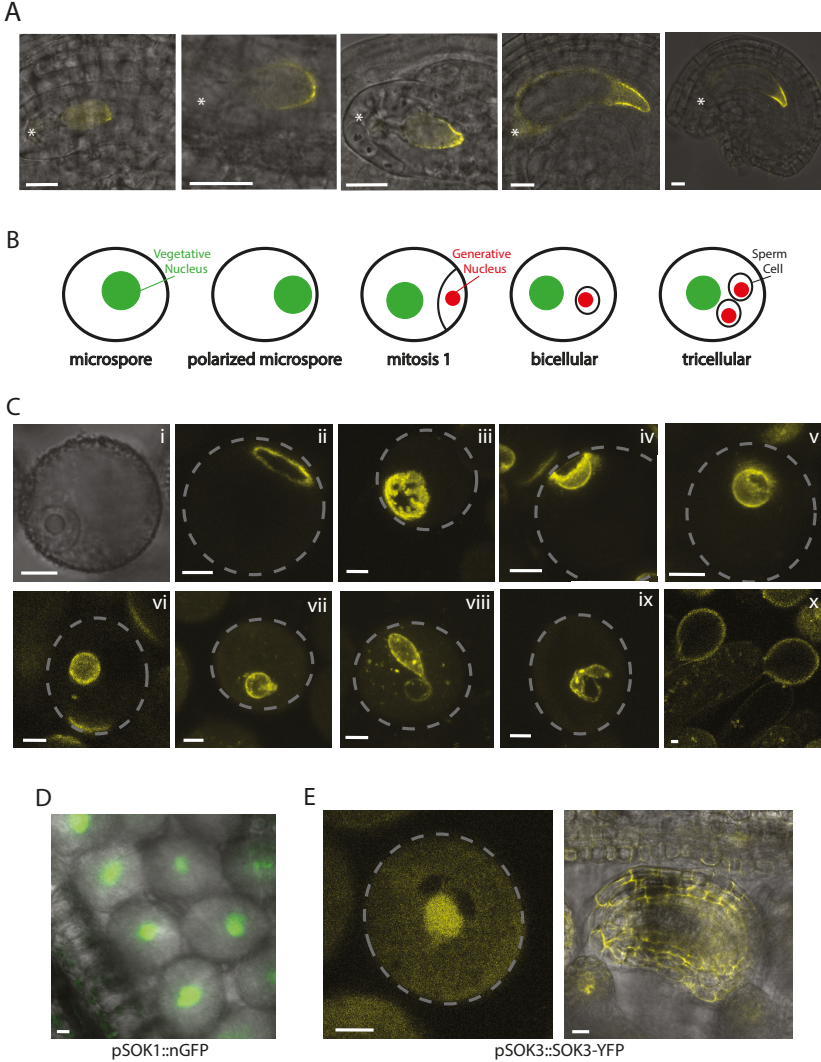 A
*
*
*
*
*
B
Vegetative
Nucleus
Generative
Nucleus
Sperm
Cell
microspore
polarized microspore
mitosis 1
bicellular
tricellular
C
i
ii
iii
iv
v
vi
vii
viii
ix
x
D
E
pSOK1::nGFP
pSOK3::SOK3-YFP